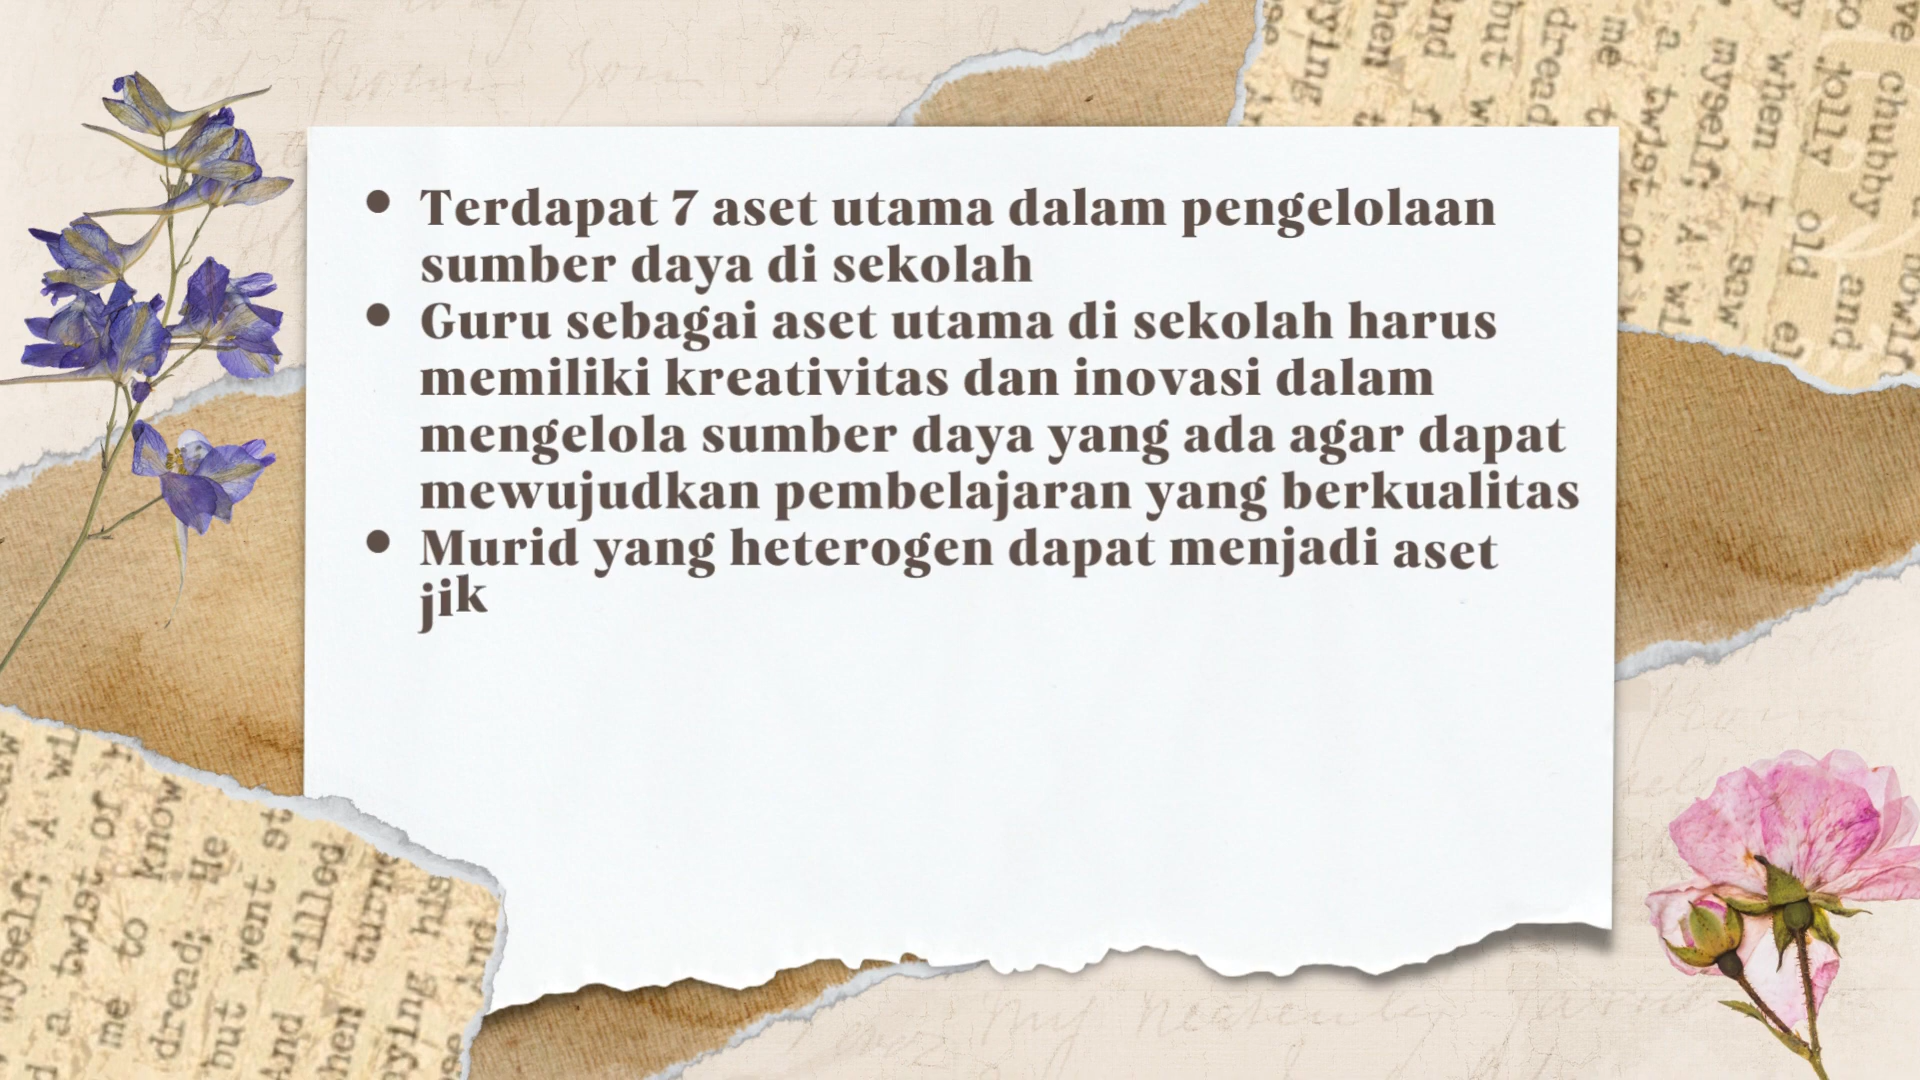 Terdapat 7 aset utama dalam pengelolaan
sumber daya di sekolah
Guru sebagai aset utama di sekolah harus
memiliki kreativitas dan inovasi dalam
mengelola sumber daya yang ada agar dapat
mewujudkan pembelajaran yang berkualitas
Murid yang heterogen dapat menjadi aset
jik